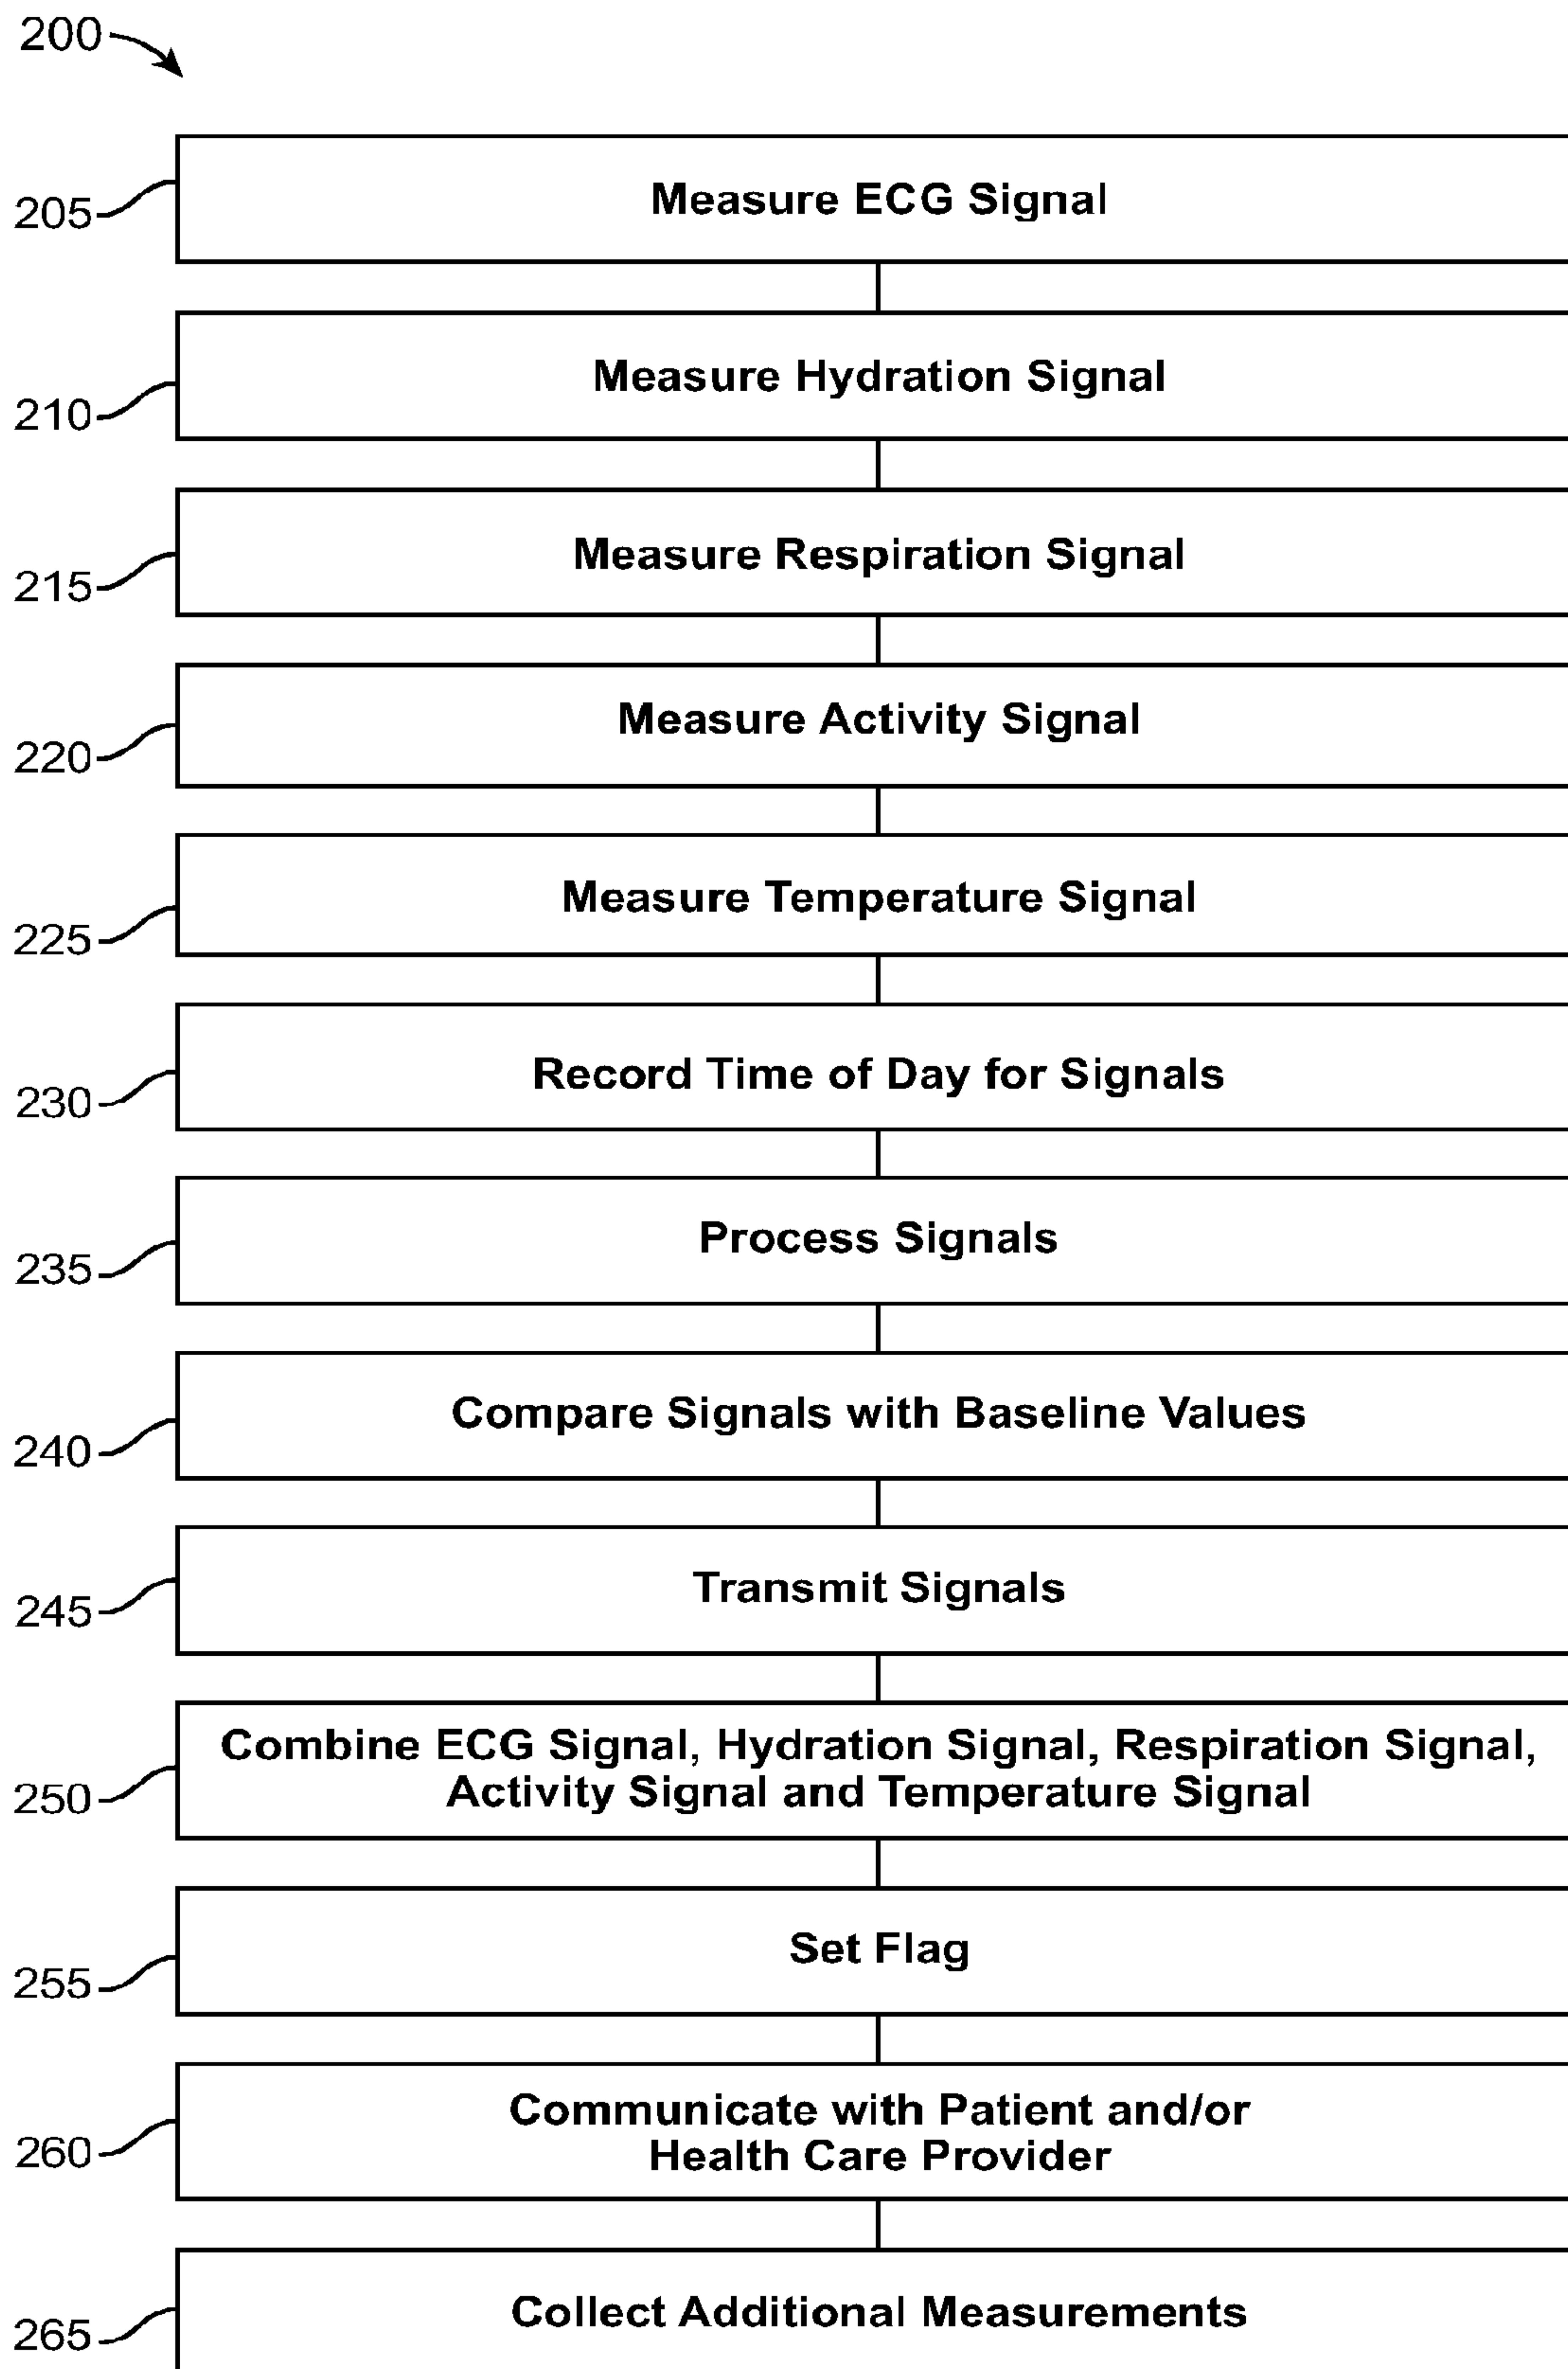 200
205
Measure ECG Signal
210
Measure Hydration Signal
215
Measure Respiration Signal
220
Measure Activity Signal
225
Measure Temperature Signal
230
Record Time of Day for Signals
235
Process Signals
240
Compare Signals with Baseline Values
245
Transmit Signals
250
Combine ECG Signal, Hydration Signal, Respiration Signal,
Activity Signal and Temperature Signal
255
Set Flag
260
Communicate with Patient and/or
Health Care Provider
265
Collect Additional Measurements